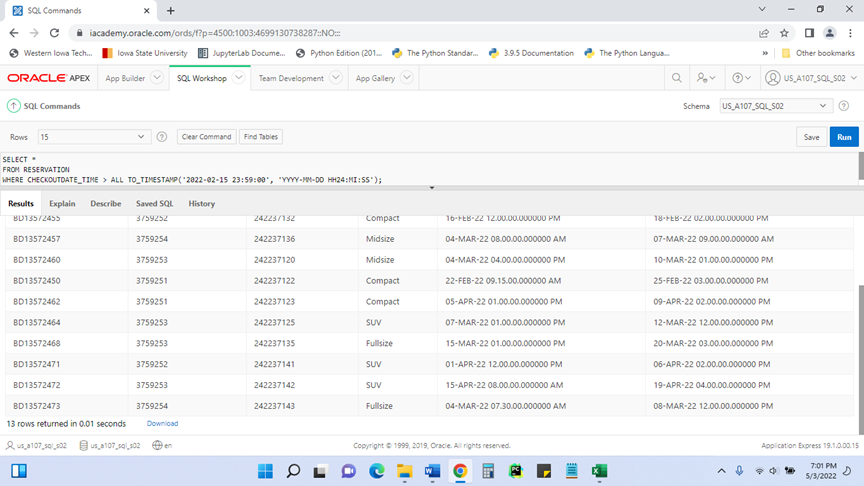 SQL Commands
iacademy.oracle.com/ords/f?p=4500:1003:4699130738287::NO:::
Western Iowa Tech... Iowa State University JupyterLab Docume... Python Edition (201... The Python Standar... 3.9.5 Documentation The Python Langua... » Other bookmarks
ORACLE APEX App Builder SQL Workshop Team Development App Gallery US_A107_SQL_S02
SQL Commands Schema US_A107_SQL_S02
Rows 15 Clear Command Find Tables Save Run
SELECT *
FROM RESERVATION
WHERE CHECKOUTDATE_TIME > ALL TO_TIMESTAMP('2022-02-15 23:59:00', 'YYYY-MM-DD HH24:MI:SS');
Results Explain Describe Saved SQL History
BD13572455 3759252 242237132 Compact 16-FEB-22 12.00.00.000000 PM 18-FEB-22 02.00.00.000000 PM
BD13572457 3759254 242237136 Midsize 04-MAR-22 08.00.00.000000 AM 07-MAR-22 09.00.00.000000 AM
BD13572460 3759253 242237120 Midsize 04-MAR-22 04.00.00.000000 PM 10-MAR-22 01.00.00.000000 PM
BD13572450 3759251 242237122 Compact 22-FEB-22 09.15.00.000000 AM 25-FEB-22 03.00.00.000000 PM
BD13572462 3759251 242237123 Compact 05-APR-22 01.00.00.000000 PM 09-APR-22 02.00.00.000000 PM
BD13572464 3759253 242237125 SUV 07-MAR-22 01.00.00.000000 PM 12-MAR-22 12.00.00.000000 PM
BD13572468 3759253 242237135 Fullsize 15-MAR-22 01.00.00.000000 PM 20-MAR-22 03.00.00.000000 PM
BD13572471 3759252 242237141 SUV 01-APR-22 12.00.00.000000 PM 06-APR-22 02.00.00.000000 PM
BD13572472 3759253 242237142 SUV 15-APR-22 08.00.00.000000 AM 19-APR-22 04.00.00.000000 PM
BD13572473 3759254 242237143 Fullsize 04-MAR-22 07.30.00.000000 AM 08-MAR-22 12.00.00.000000 PM
13 rows returned in 0.01 seconds Download
us_a107_sql_s02 us_a107_sql_s02 en Copyright © 1999, 2019, Oracle. All rights reserved. Application Express 19.1.0.00.15
7:01 PM
5/3/2022